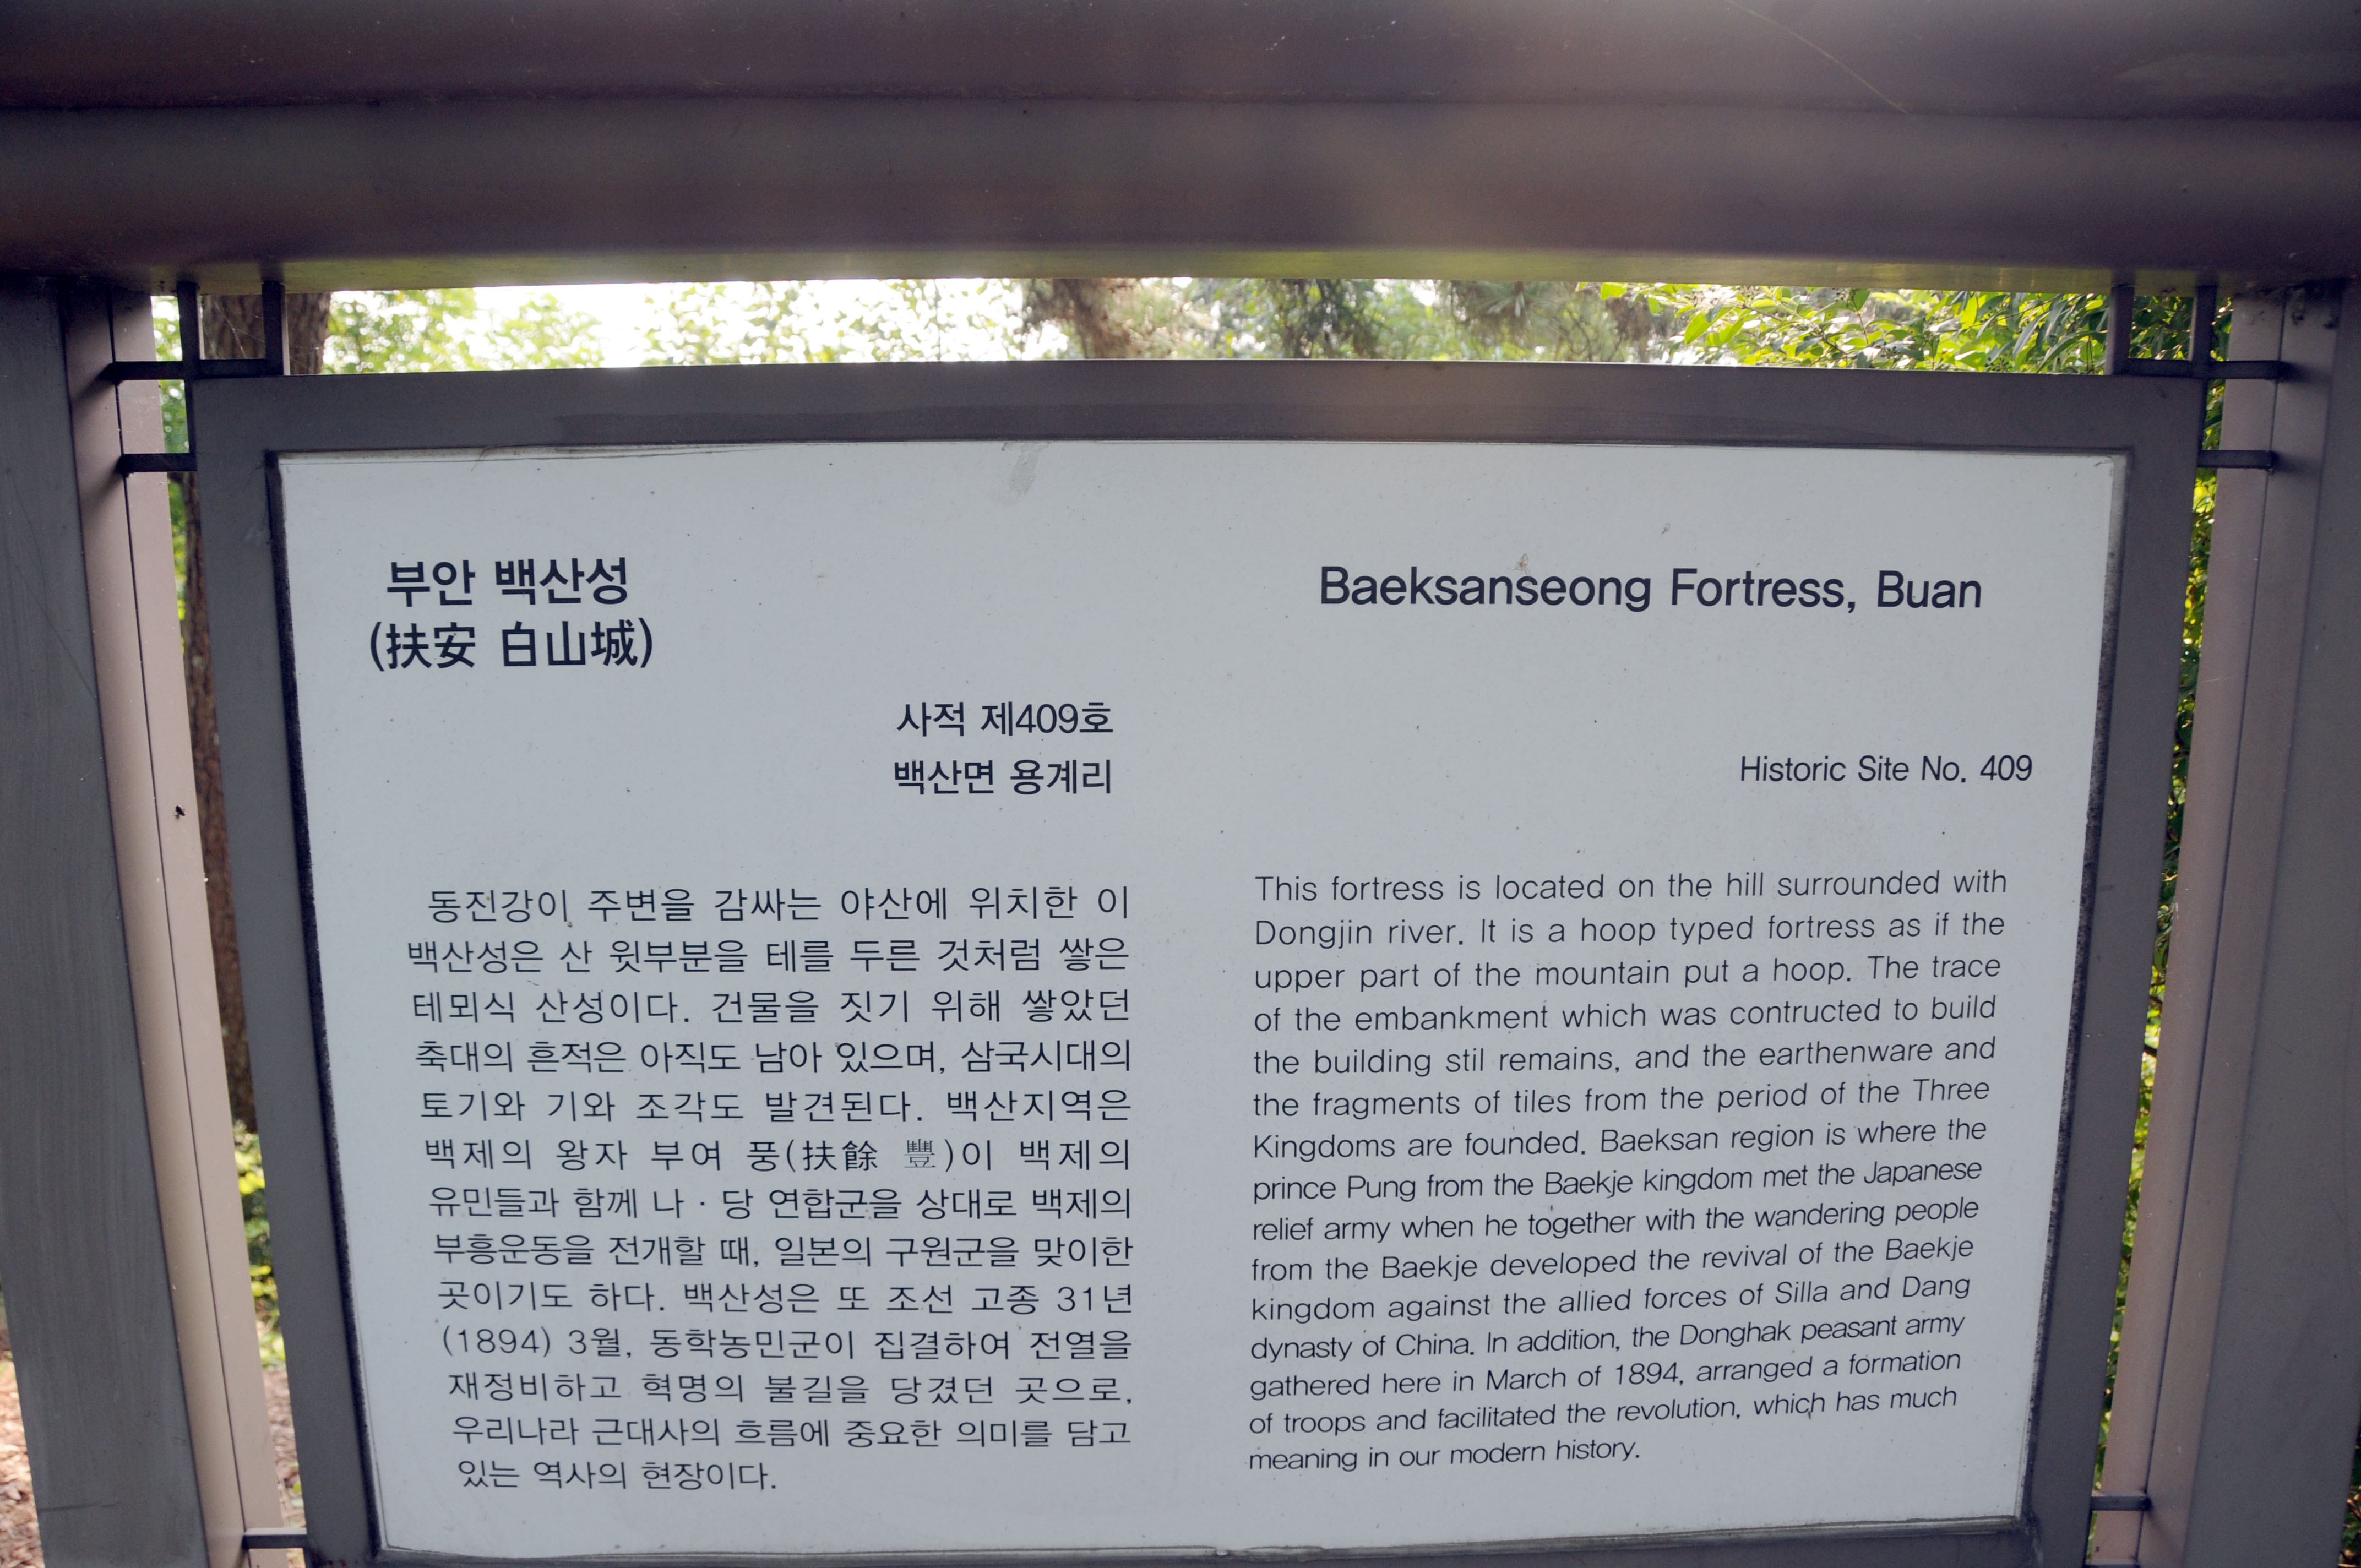 부안 백산성
(扶安 白山城)
사적 제409호
백산면 용계리
동진강이 주변을 감싸는 야산에 위치한 이
백산성은 산 윗부분을 테를 두른 것처럼 쌓은
테뫼식 산성이다. 건물을 짓기 위해 쌓았던
축대의 흔적은 아직도 남아 있으며, 삼국시대의
토기와 기와 조각도 발견된다. 백산지역은
백제의 왕자 부여 풍(扶餘 豐)이 백제의
유민들과 함께 나 · 당 연합군을 상대로 백제의
부흥운동을 전개할 때, 일본의 구원군을 맞이한
곳이기도 하다. 백산성은 또 조선 고종 31년
(1894) 3월, 동학농민군이 집결하여 전열을
재정비하고 혁명의 불길을 당겼던 곳으로,
우리나라 근대사의 흐름에 중요한 의미를 담고
있는 역사의 현장이다.
Baeksanseong Fortress, Buan
Historic Site No. 409
This fortress is located on the hill surrounded with
Dongjin river. It is a hoop typed fortress as if the
upper part of the mountain put a hoop. The trace
of the embankment which was contructed to build
the building stil remains, and the earthenware and
the fragments of tiles from the period of the Three
Kingdoms are founded. Baeksan region is where the
prince Pung from the Baekje kingdom met the Japanese
relief army when he together with the wandering people
from the Baekje developed the revival of the Baekje
kingdom against the allied forces of Silla and Dang
dynasty of China. In addition, the Donghak peasant army
gathered here in March of 1894, arranged a formation
of troops and facilitated the revolution, which has much
meaning in our modern history.